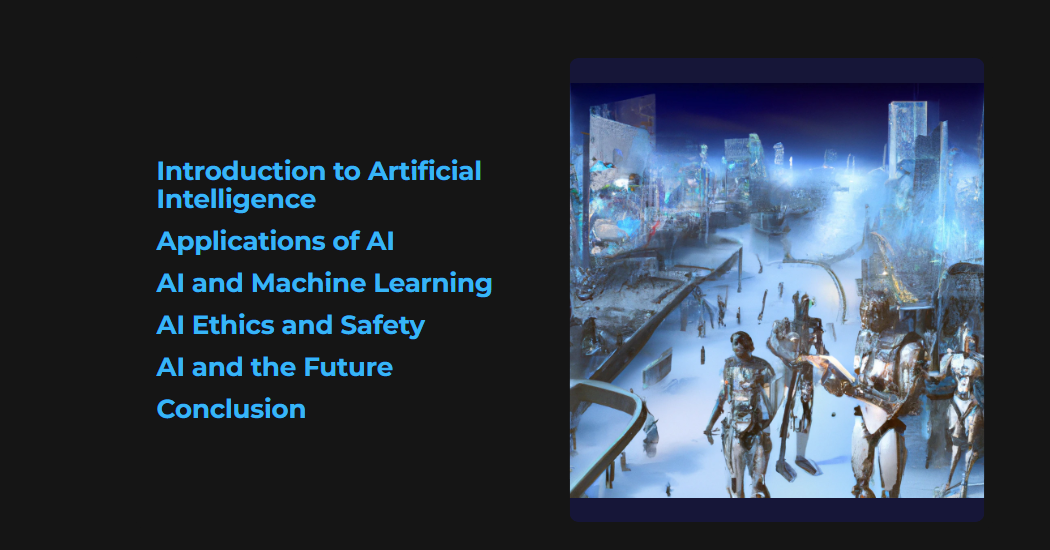 Introduction to Artificial
Intelligence
Applications of AI
AI and Machine Learning
AI Ethics and Safety
AI and the Future
Conclusion